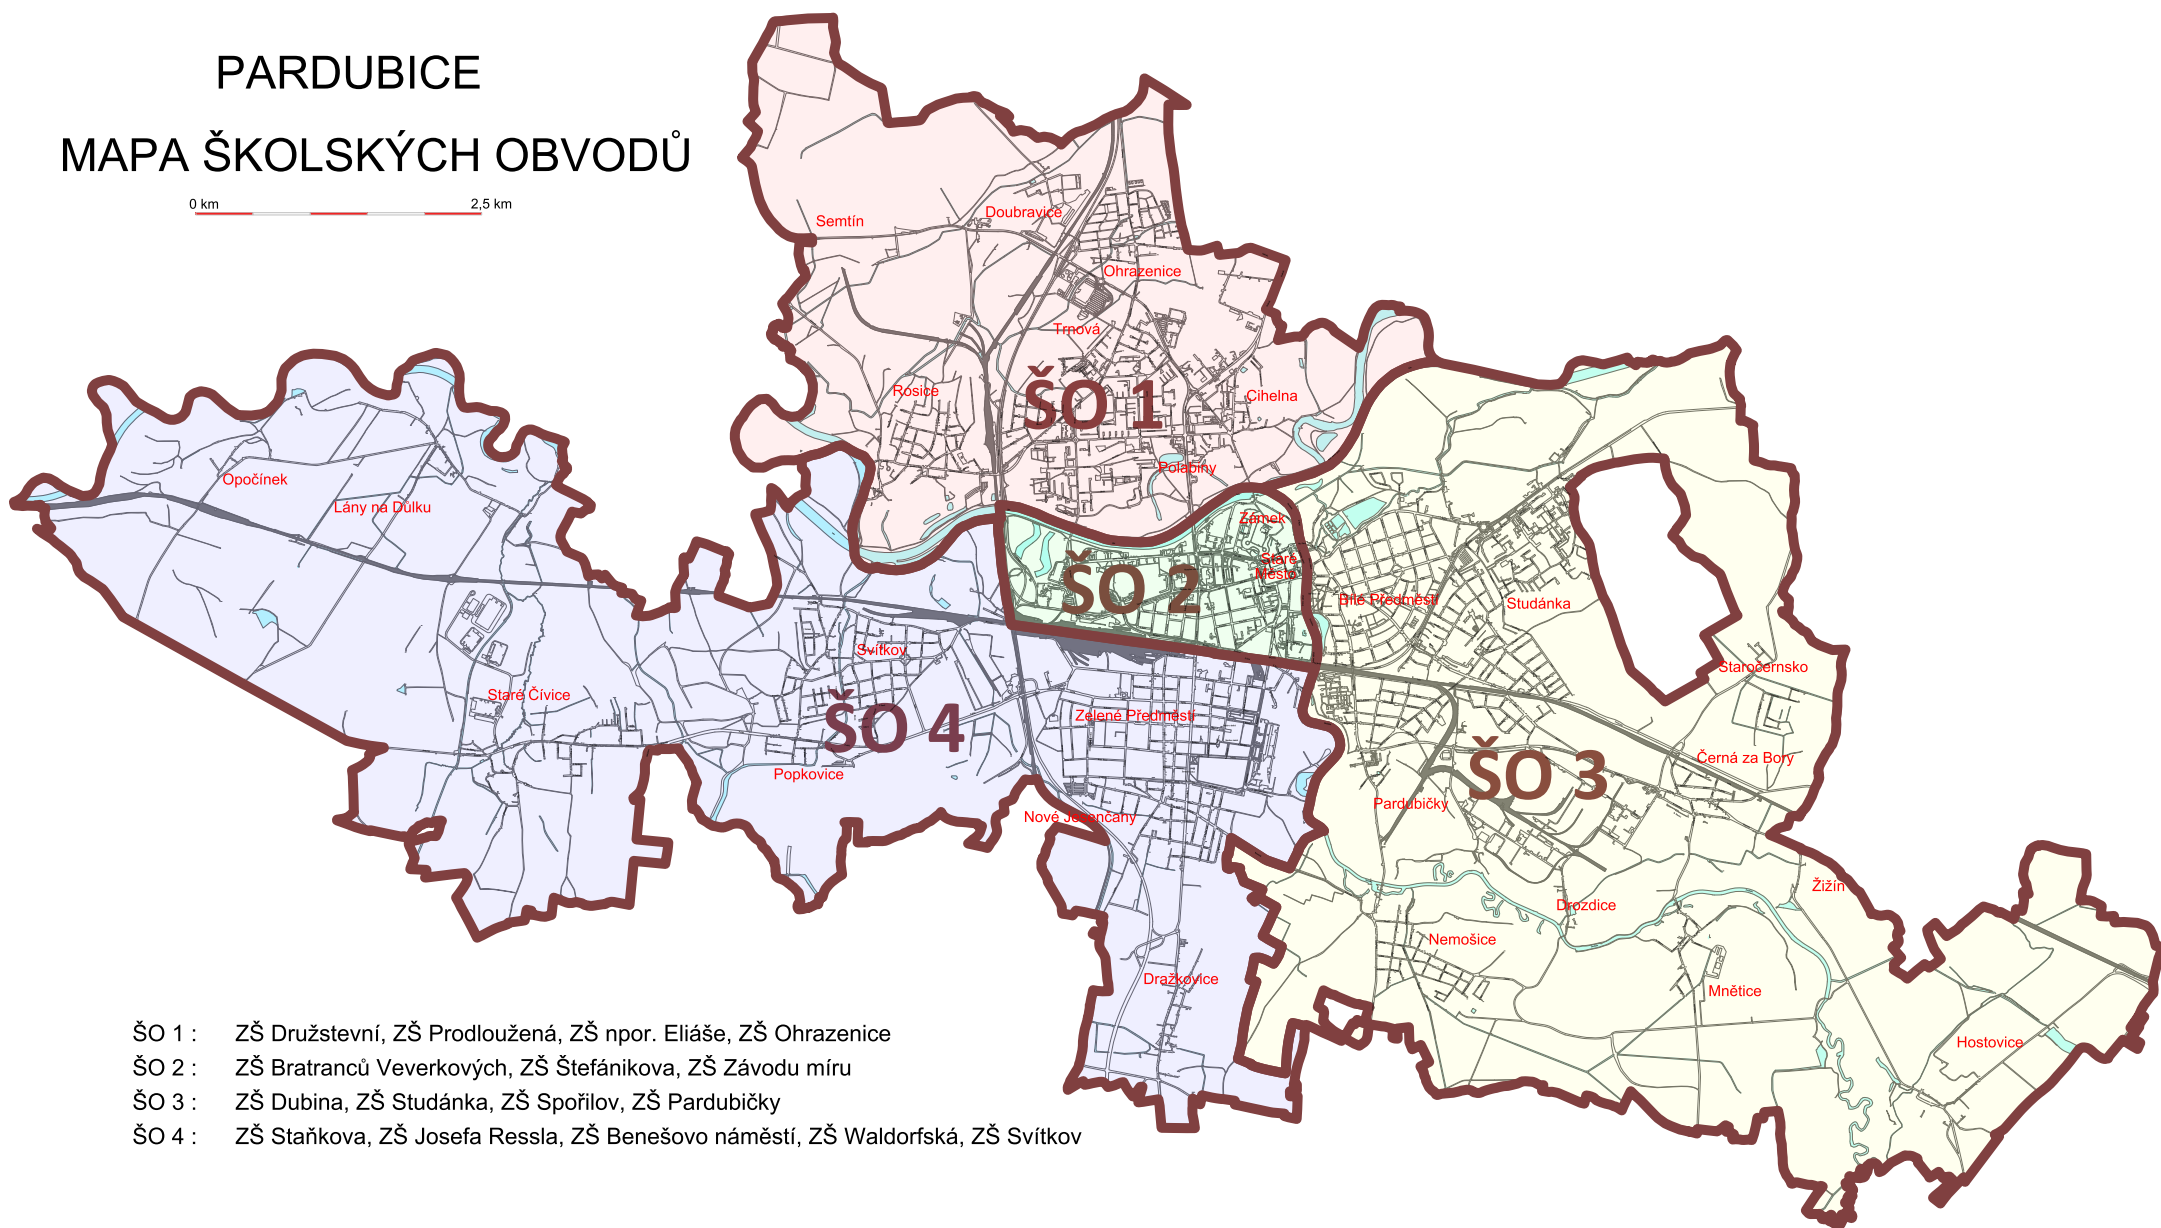 PARDUBICE
MAPA ŠKOLSKÝCH OBVODŮ
0 km 2,5 km
Semtín
Doubravice
Ohrazenice
Trnová
Rosice
ŠO 1
Cihelna
Polabiny
Opočínek
Lány na Důlku
Zámek
Staré
Město
ŠO 2
Bílé Předměstí
Studánka
Svítkov
Staročernsko
Staré Čívice
ŠO 4
Zelené Předměstí
Černá za Bory
Popkovice
ŠO 3
Pardubičky
Nové Jesenčany
Žižín
Drozdice
Nemošice
Dražkovice
Mnětice
Hostovice
ŠO 1 : ZŠ Družstevní, ZŠ Prodloužená, ZŠ npor. Eliáše, ZŠ Ohrazenice
ŠO 2 : ZŠ Bratranců Veverkových, ZŠ Štefánikova, ZŠ Závodu míru
ŠO 3 : ZŠ Dubina, ZŠ Studánka, ZŠ Spořilov, ZŠ Pardubičky
ŠO 4 : ZŠ Staňkova, ZŠ Josefa Ressla, ZŠ Benešovo náměstí, ZŠ Waldorfská, ZŠ Svítkov